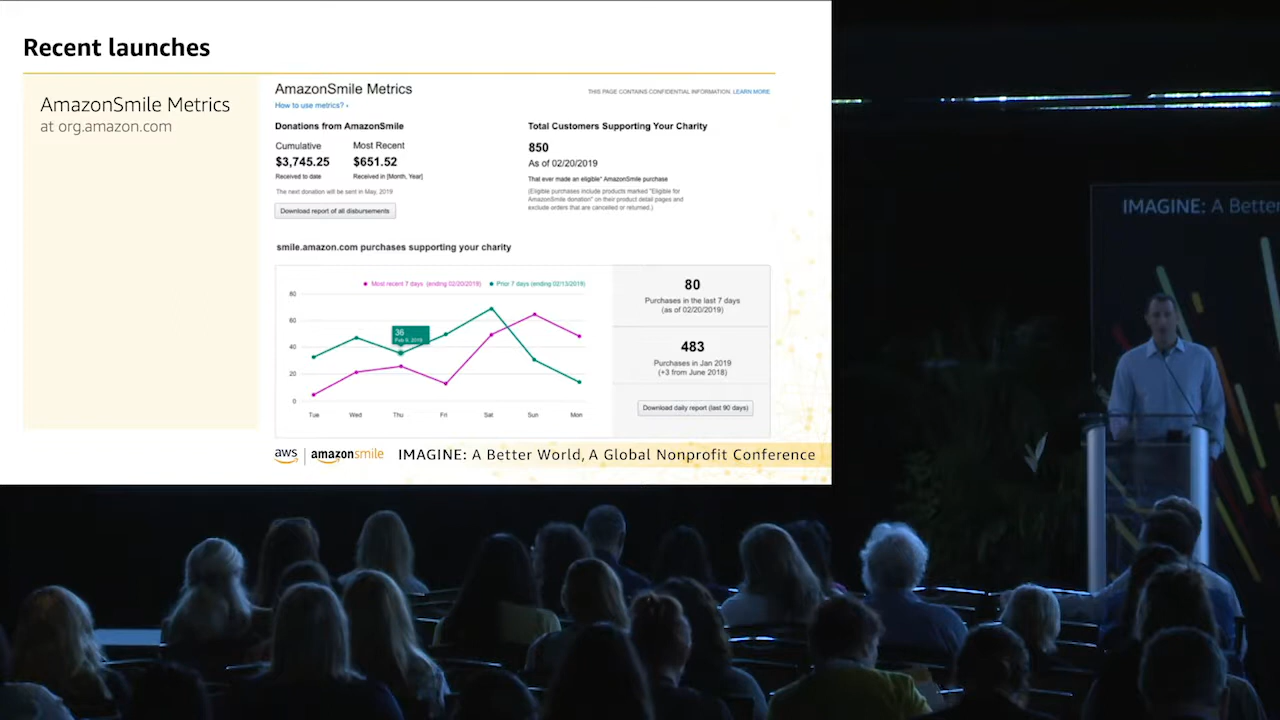 Recent launches
AmazonSmile Metrics
at org.amazon.com
AmazonSmile Metrics
How to use metrics?
THIS PAGE CONTAINS CONFIDENTIAL INFORMATION. LEARN MORE
Donations from AmazonSmile
Cumulative
Most Recent
$3,745.25
$651.52
Received to date
Received in [Month, Year]
The next donation will be sent in May, 2019
Download report of all disbursements
Total Customers Supporting Your Charity
850
As of 02/20/2019
That ever made an eligible* AmazonSmile purchase
(Eligible purchases include products marked "Eligible for
AmazonSmile donation" on their product detail pages and
exclude orders that are cancelled or returned.)
smile.amazon.com purchases supporting your charity
Most recent 7 days (ending 02/20/2019)
Prior 7 days (ending 02/13/2019)
80
60
40
20
0
36
Tue
Wed
Thu
Fri
Sat
Sun
Mon
80
Purchases in the last 7 days
(as of 02/20/2019)
483
Purchases in Jan 2019
(+3 from June 2018)
Download daily report (last 90 days)
aws
amazonsmile
IMAGINE: A Better World, A Global Nonprofit Conference
IMAGINE: A Better